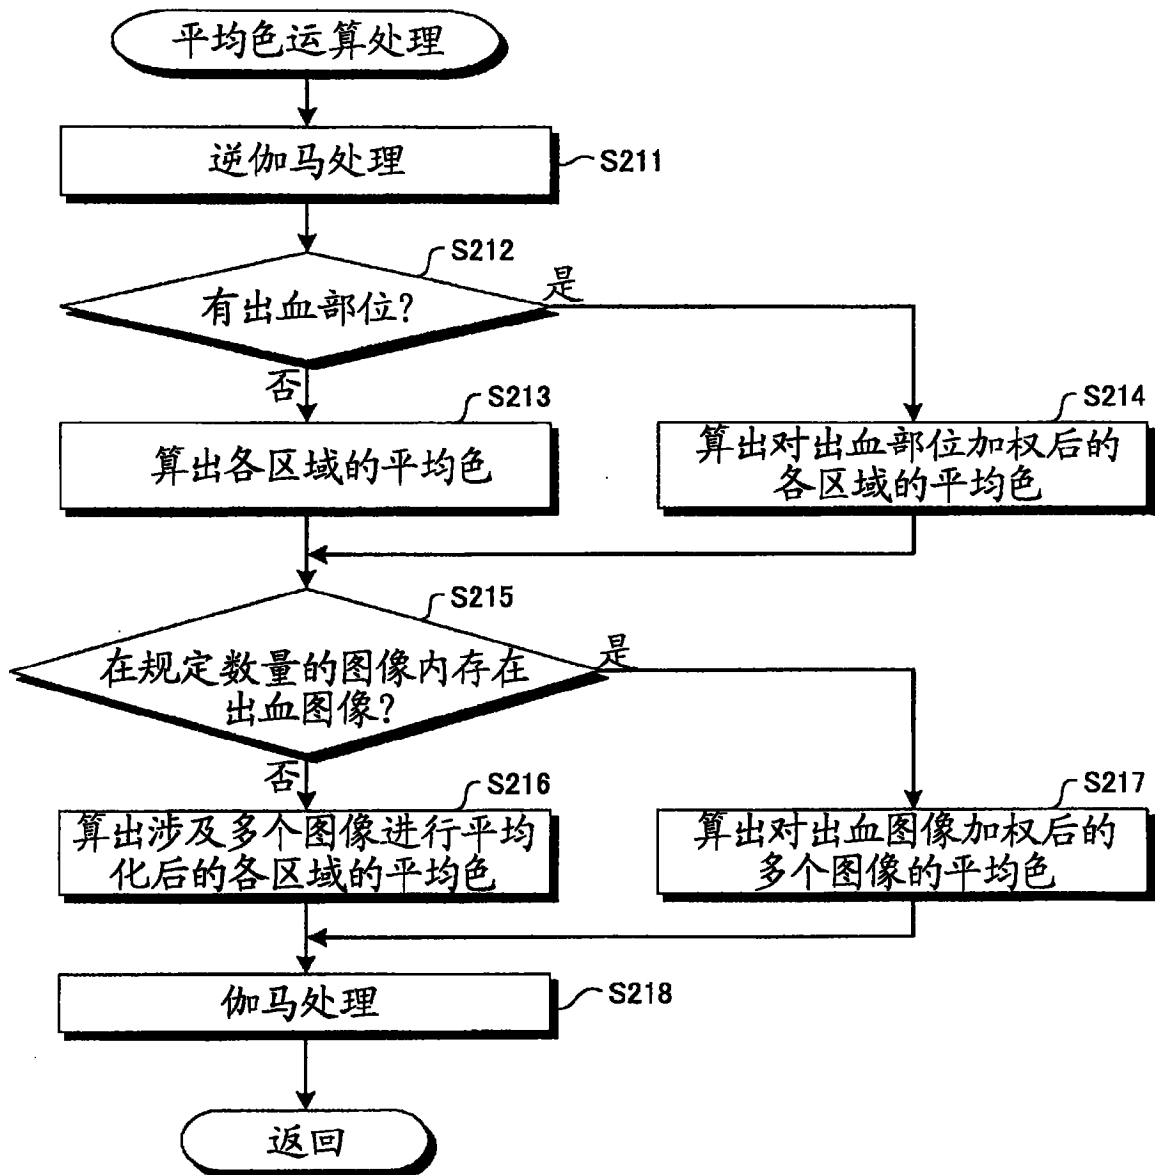 平均色运算处理
逆伽马处理
S211
S212
有出血部位?
是
否
S213
算出各区域的平均色
S214
算出对出血部位加权后的
各区域的平均色
S215
在规定数量的图像内存在
出血图像?
是
否
S216
算出涉及多个图像进行平均
化后的各区域的平均色
S217
算出对出血图像加权后的
多个图像的平均色
伽马处理
S218
返回